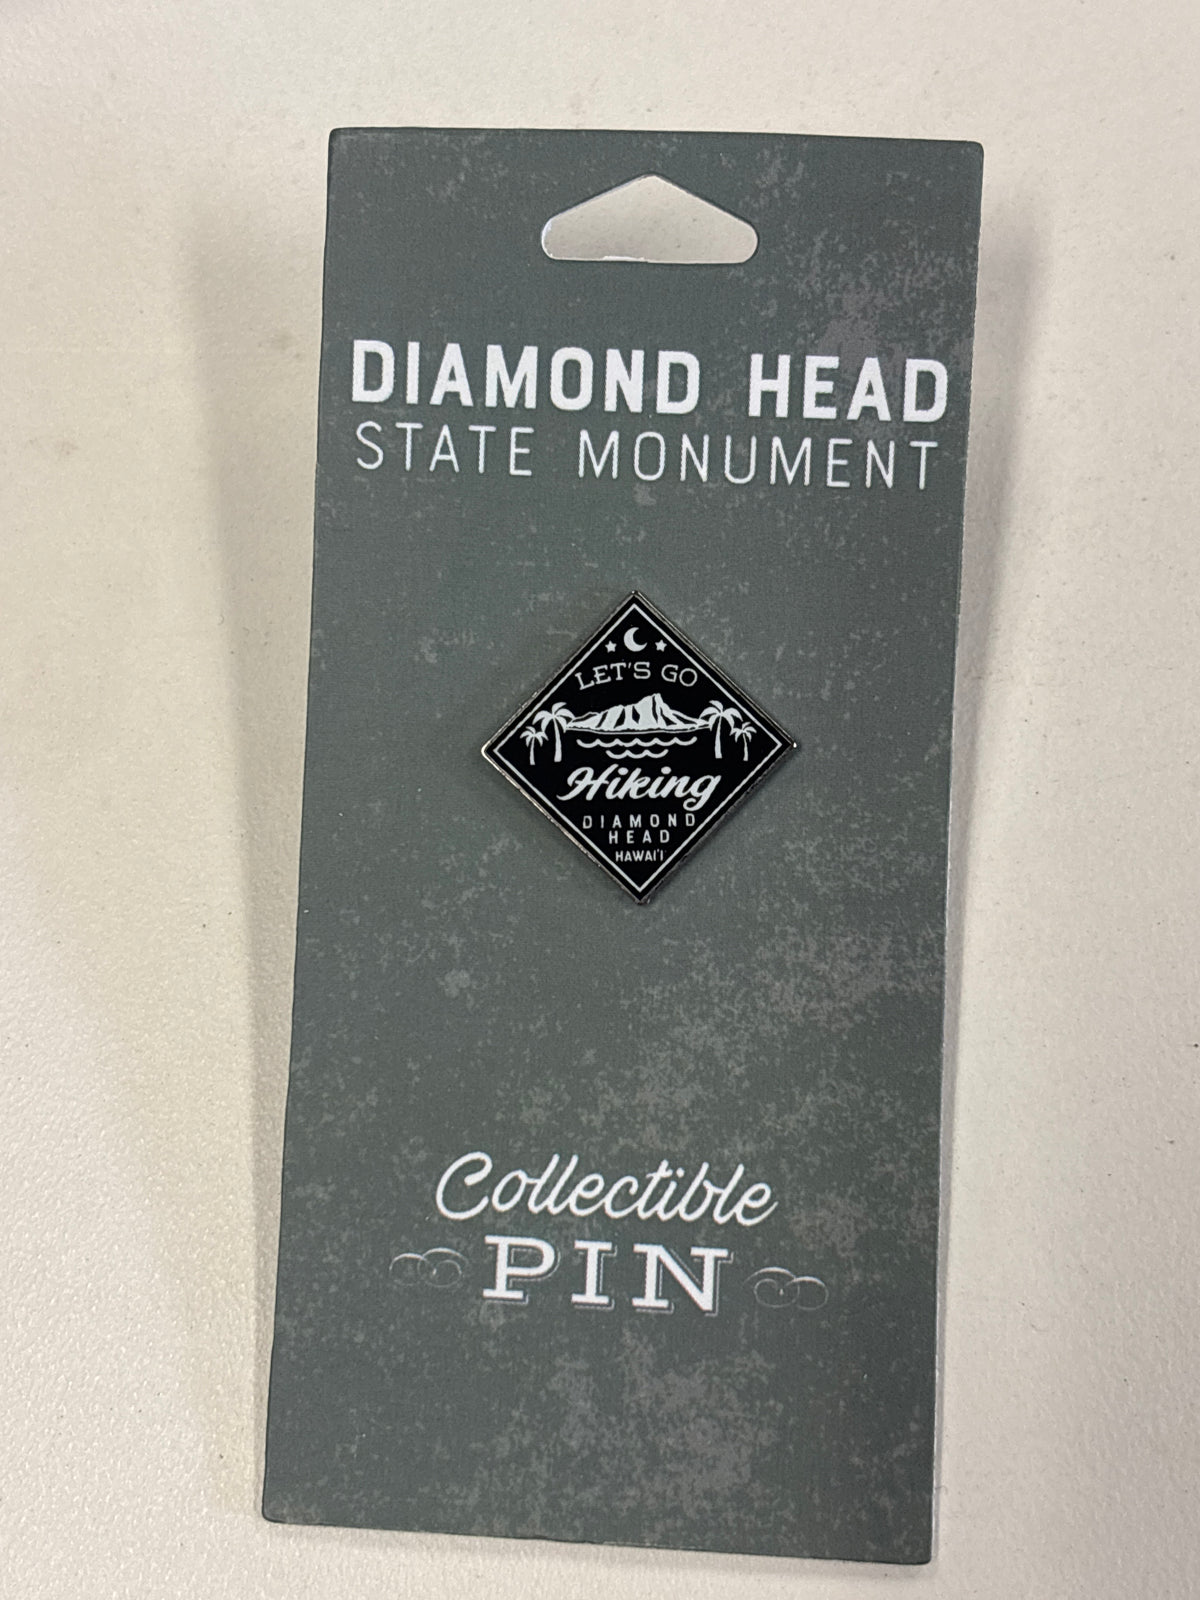 DIAMOND HEAD
STATE MONUMENT
LET'S GO
Hiking
DIAMOND
HEAD
HAWAI'I
Collectible
PIN